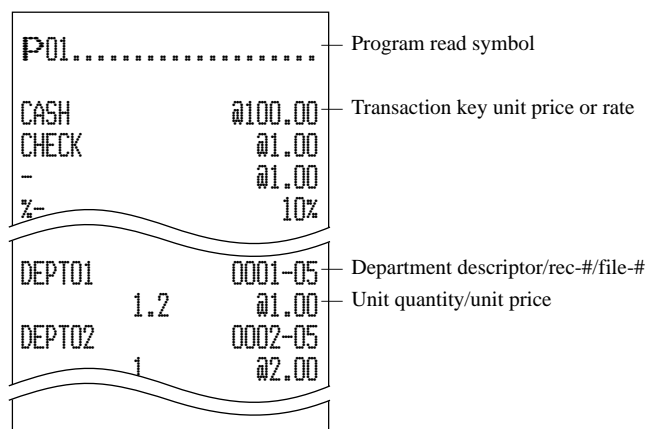 P01.................... Program read symbol
CASH @100.00 Transaction key unit price or rate
CHECK @1.00
- @1.00
%- 10%
DEPT01 0001-05 Department descriptor/rec-#/file-#
1.2 @1.00 Unit quantity/unit price
DEPT02 0002-05
1 @2.00